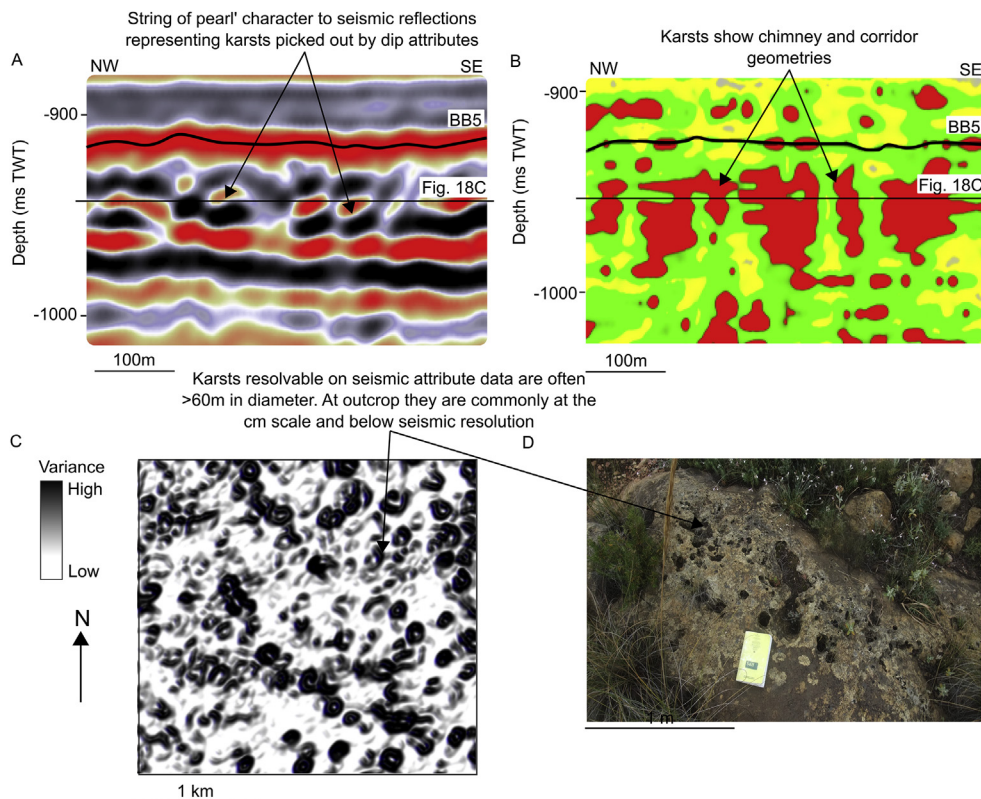 String of pearl' character to seismic reflections
representing karsts picked out by dip attributes
Karsts show chimney and corridor
geometries
A
NW
SE
-900
BB5
Fig. 18C
Depth (ms TWT)
-1000
100m
B
NW
SE
-900
BB5
Fig. 18C
Depth (ms TWT)
-1000
100m
Karsts resolvable on seismic attribute data are often
>60m in diameter. At outcrop they are commonly at the
cm scale and below seismic resolution
C
Variance
High
Low
N
1 km
D
1 m